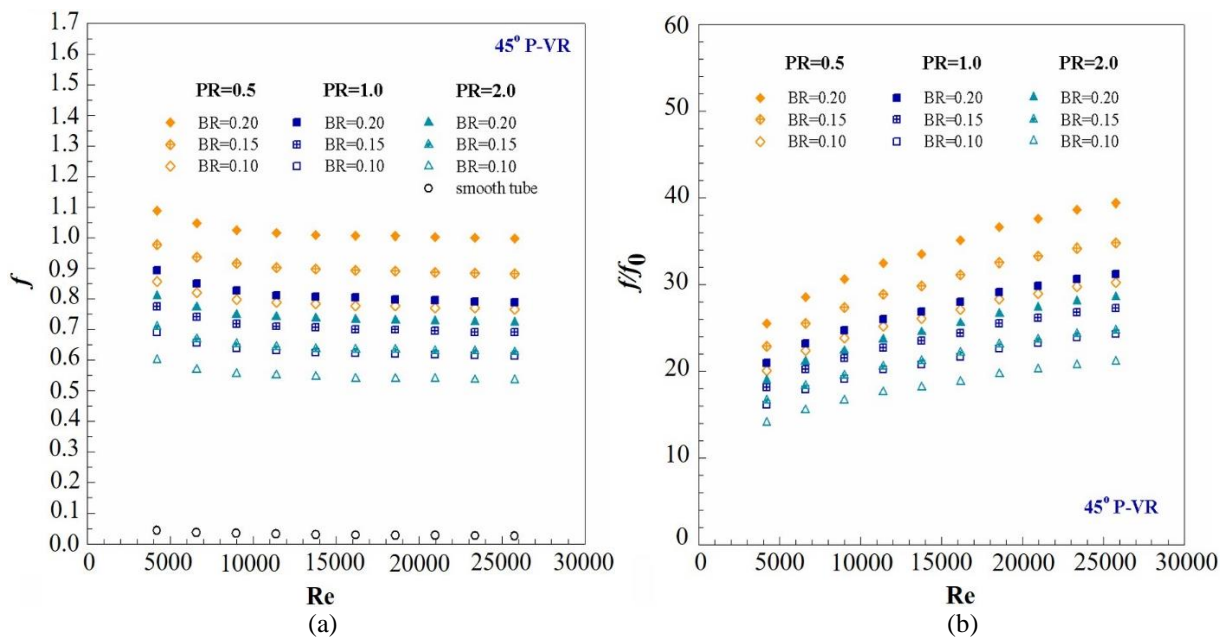 1.7
1.6
1.5
1.4
1.3
1.2
1.1
1.0
0.9
0.8
0.7
0.6
0.5
0.4
0.3
0.2
0.1
0.0
f
45° P-VR
PR=0.5 PR=1.0 PR=2.0
BR=0.20 BR=0.20 BR=0.20
BR=0.15 BR=0.15 BR=0.15
BR=0.10 BR=0.10 BR=0.10
smooth tube
0 5000 10000 15000 20000 25000 30000
Re
(a)
60
50
40
30
20
10
0
f/f0
PR=0.5 PR=1.0 PR=2.0
BR=0.20 BR=0.20 BR=0.20
BR=0.15 BR=0.15 BR=0.15
BR=0.10 BR=0.10 BR=0.10
45° P-VR
0 5000 10000 15000 20000 25000 30000
Re
(b)